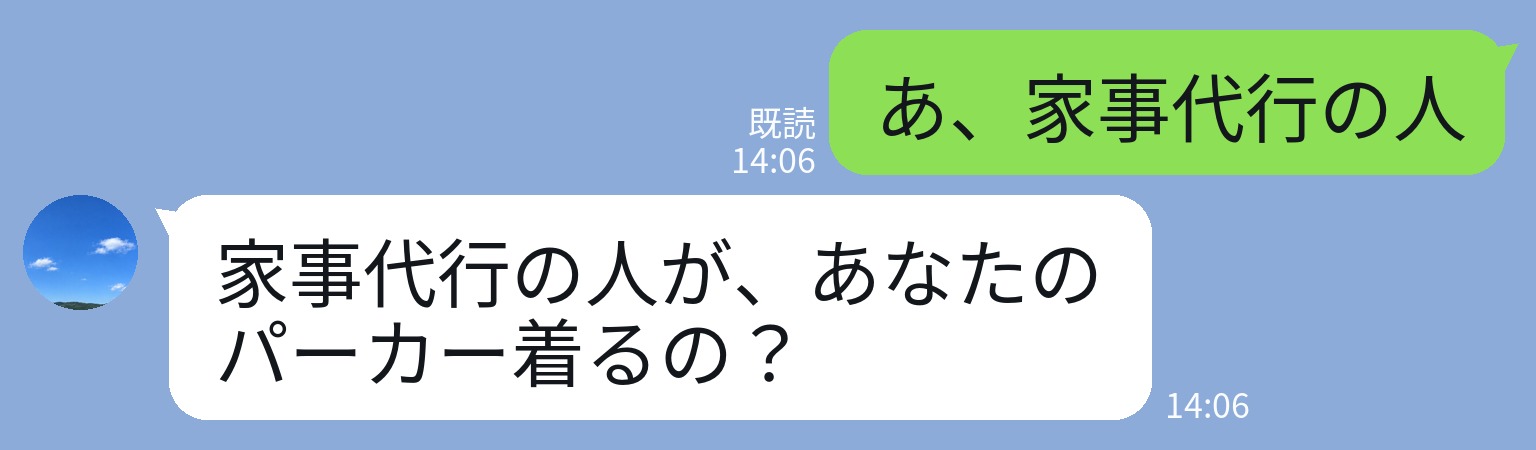 あ、家事代行の人
既読
14:06
家事代行の人が、あなたの
パーカー着るの？
14:06